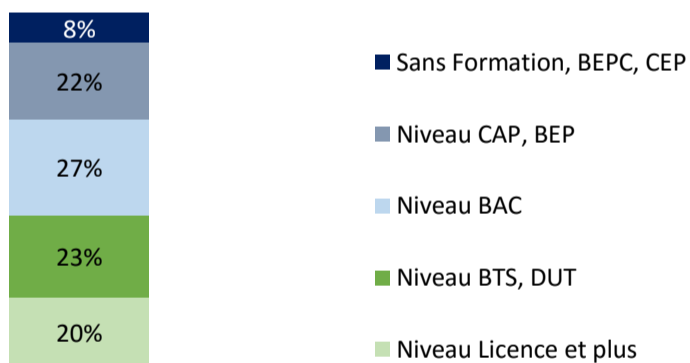 8%
22%
27%
23%
20%
Sans Formation, BEPC, CEP
Niveau CAP, BEP
Niveau BAC
Niveau BTS, DUT
Niveau Licence et plus